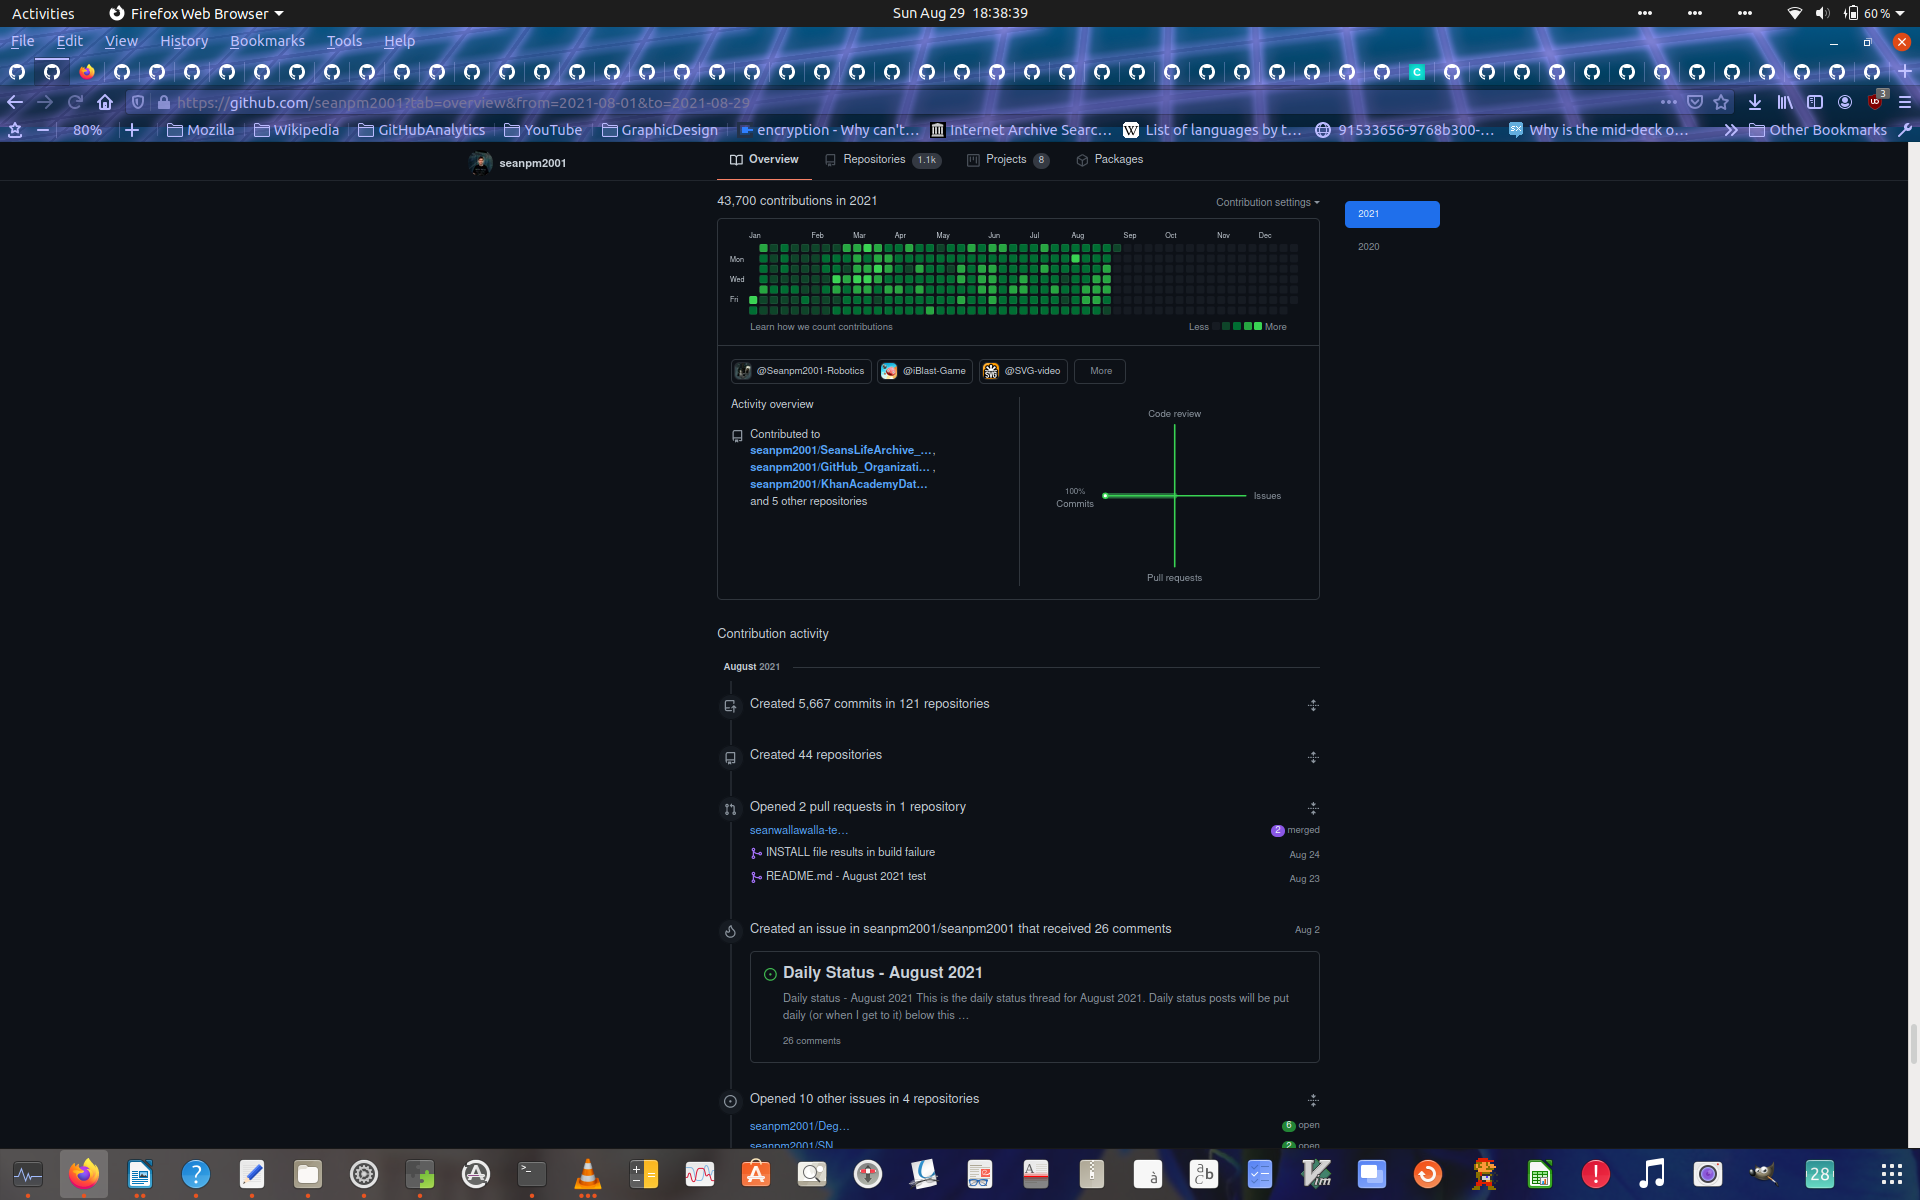 Activities
Firefox Web Browser
Sun Aug 29 18:38:39
60 %
File Edit View History Bookmarks Tools Help
https://github.com/seanpm2001?tab=overview&from=2021-08-01&to=2021-08-29
3
80%
Mozilla
Wikipedia
GitHubAnalytics
YouTube
GraphicDesign
encryption - Why can't…
Internet Archive Searc…
List of languages by t…
91533656-9768b300-…
Why is the mid-deck o…
Other Bookmarks
seanpm2001
Overview
Repositories 1.1k
Projects 8
Packages
43,700 contributions in 2021
Contribution settings
2021
2020
Jan Feb Mar Apr May Jun Jul Aug Sep Oct Nov Dec
Mon
Wed
Fri
Learn how we count contributions
Less More
@Seanpm2001-Robotics
@iBlast-Game
@SVG-video
More
Activity overview
Contributed to
seanpm2001/SeansLifeArchive_…,
seanpm2001/GitHub_Organizati… ,
seanpm2001/KhanAcademyDat…
and 5 other repositories
Code review
100%
Commits
Issues
Pull requests
Contribution activity
August 2021
Created 5,667 commits in 121 repositories
Created 44 repositories
Opened 2 pull requests in 1 repository
seanwallawalla-te…
2 merged
INSTALL file results in build failure
Aug 24
README.md - August 2021 test
Aug 23
Created an issue in seanpm2001/seanpm2001 that received 26 comments
Aug 2
Daily Status - August 2021
Daily status - August 2021 This is the daily status thread for August 2021. Daily status posts will be put
daily (or when I get to it) below this …
26 comments
Opened 10 other issues in 4 repositories
seanpm2001/Deg…
6 open
seanpm2001/SN
2 open
28